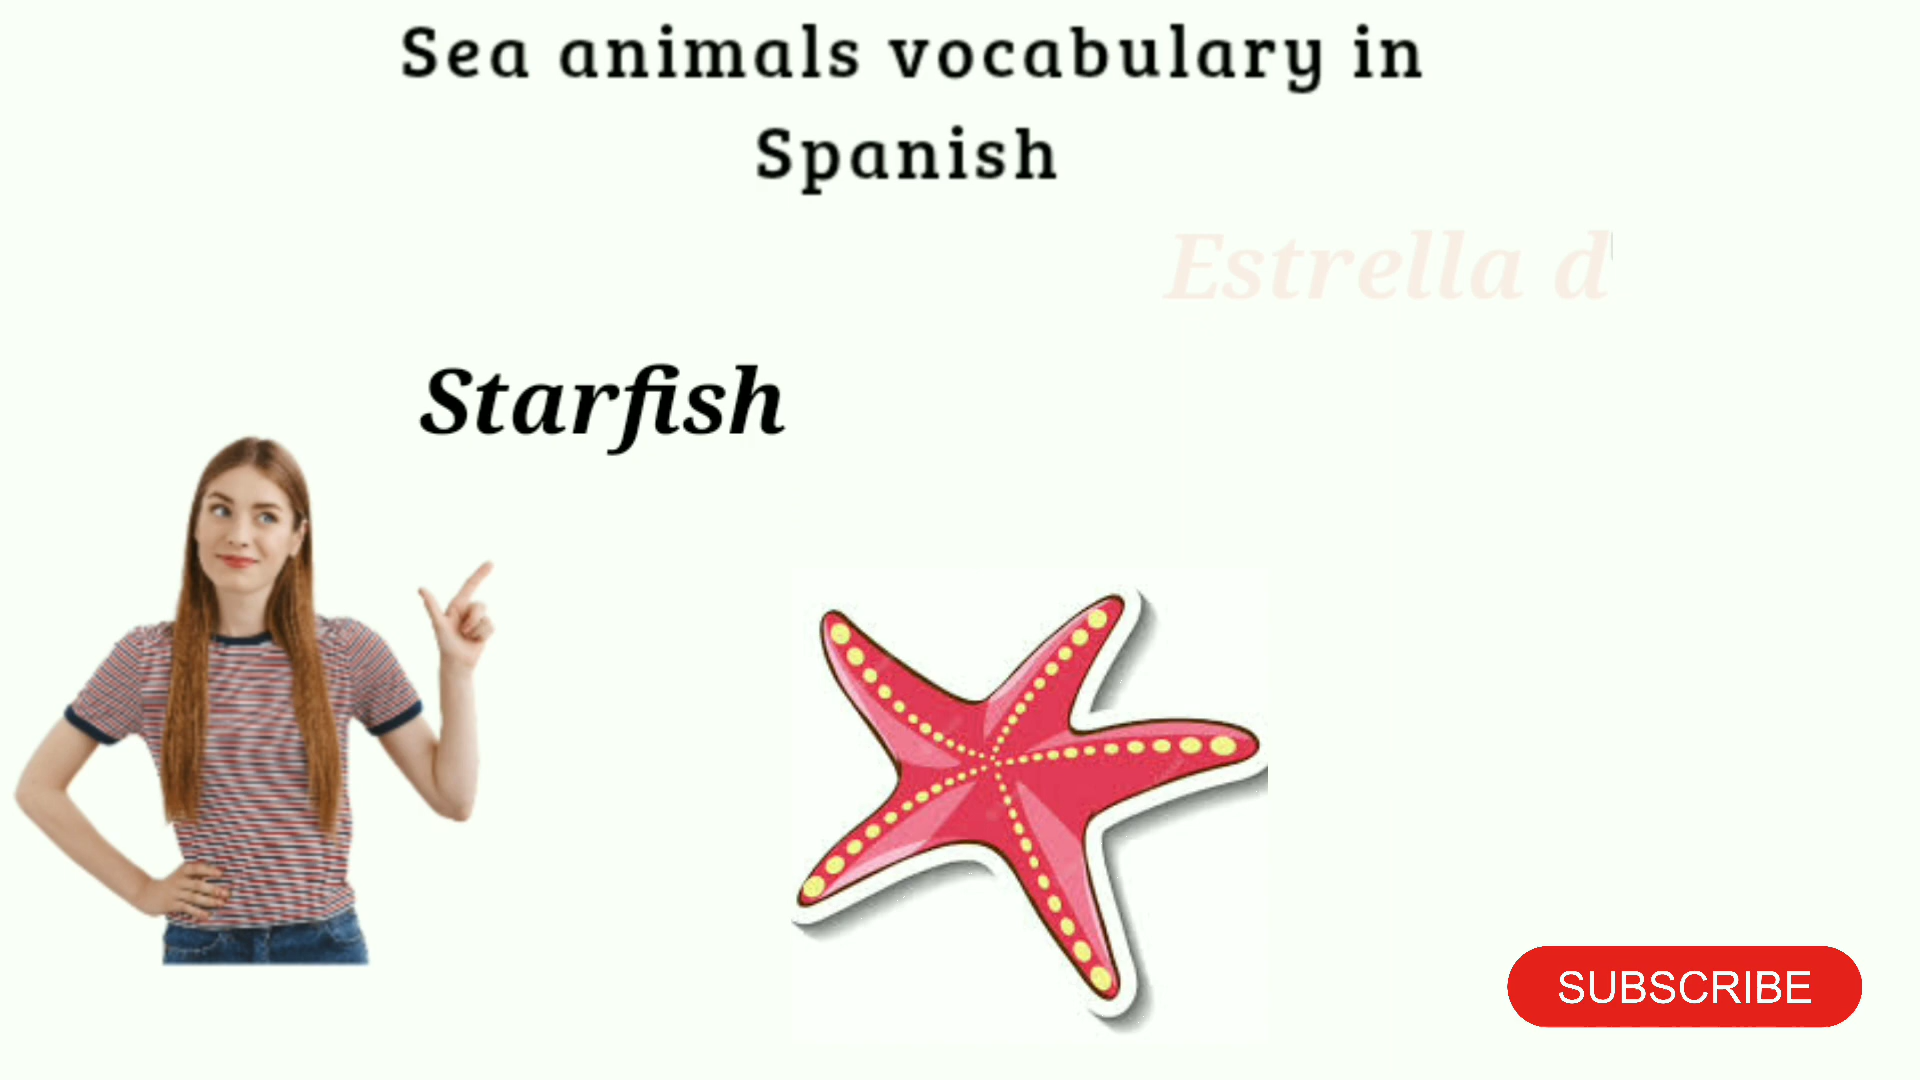 Sea animals vocabulary in
Spanish
Estrella d
Starfish
SUBSCRIBE